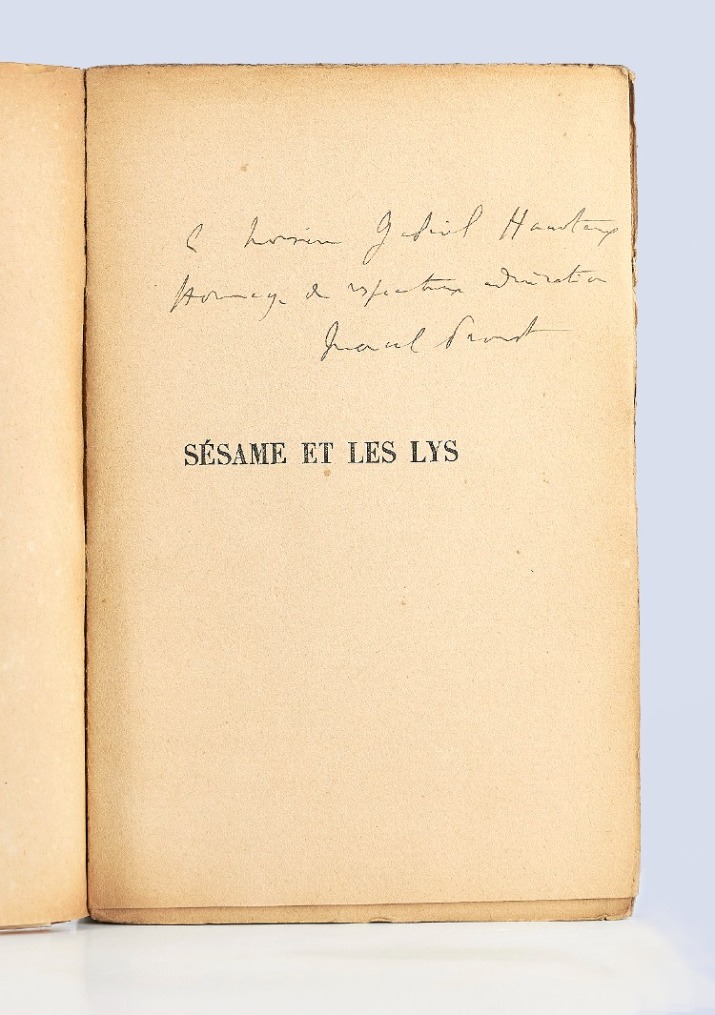 à Monsieur Gabriel Hanotaux
Hommage de respectueuse admiration
Marcel Proust
SÉSAME ET LES LYS